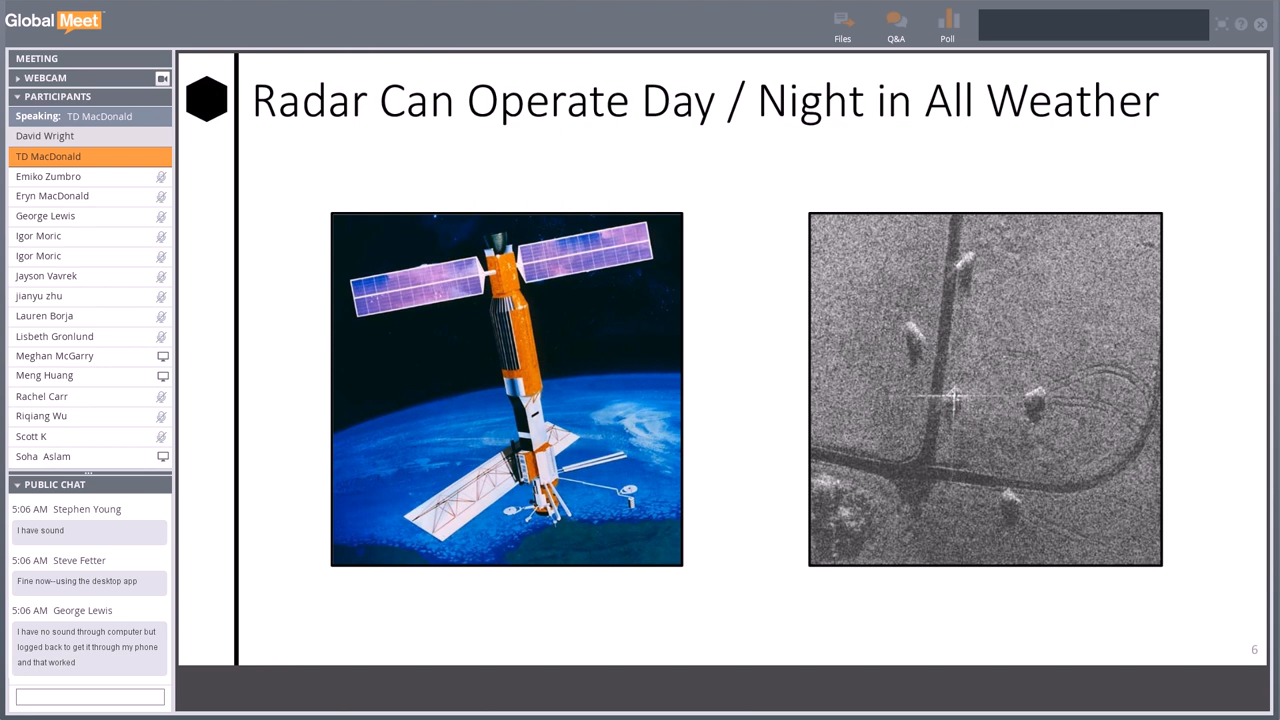 Global Meet
Files
Q&A
Poll
MEETING
WEBCAM
PARTICIPANTS
Speaking: TD MacDonald
David Wright
TD MacDonald
Emiko Zumbro
Eryn MacDonald
George Lewis
Igor Moric
Igor Moric
Jayson Vavrek
jianyu zhu
Lauren Borja
Lisbeth Gronlund
Meghan McGarry
Meng Huang
Rachel Carr
Riqiang Wu
Scott K
Soha Aslam
PUBLIC CHAT
5:06 AM Stephen Young
I have sound
5:06 AM Steve Fetter
Fine now--using the desktop app
5:06 AM George Lewis
I have no sound through computer but
logged back to get it through my phone
and that worked
Radar Can Operate Day / Night in All Weather
6